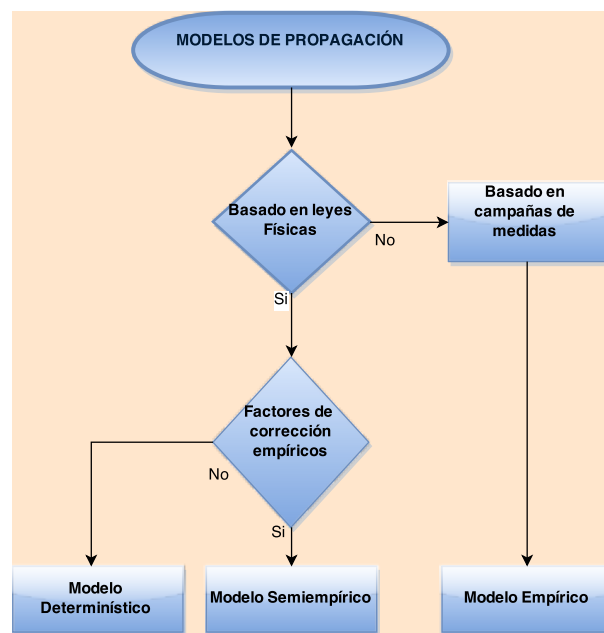 MODELOS DE PROPAGACIÓN
Basado en leyes
Físicas
No
Basado en
campañas de
medidas
Si
Factores de
corrección
empíricos
No
Si
Modelo
Determinístico
Modelo Semiempírico
Modelo Empírico